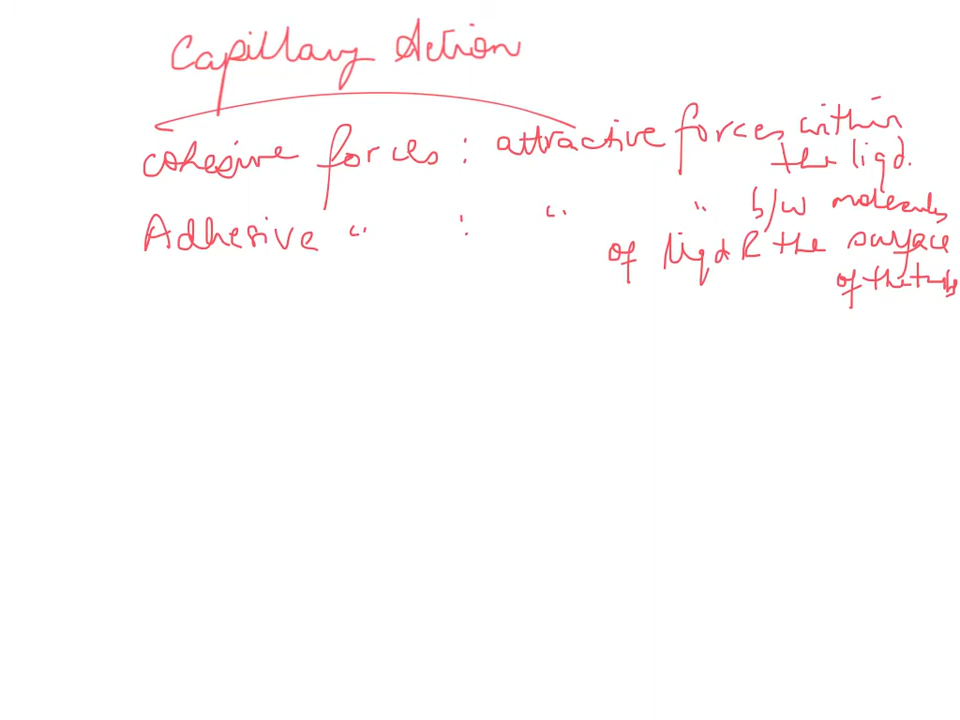 Capillary Action
cohesive forces : attractive forces within
the liqd.
Adhesive " : " " b/w molecules
of liqd & the surface
of the tube